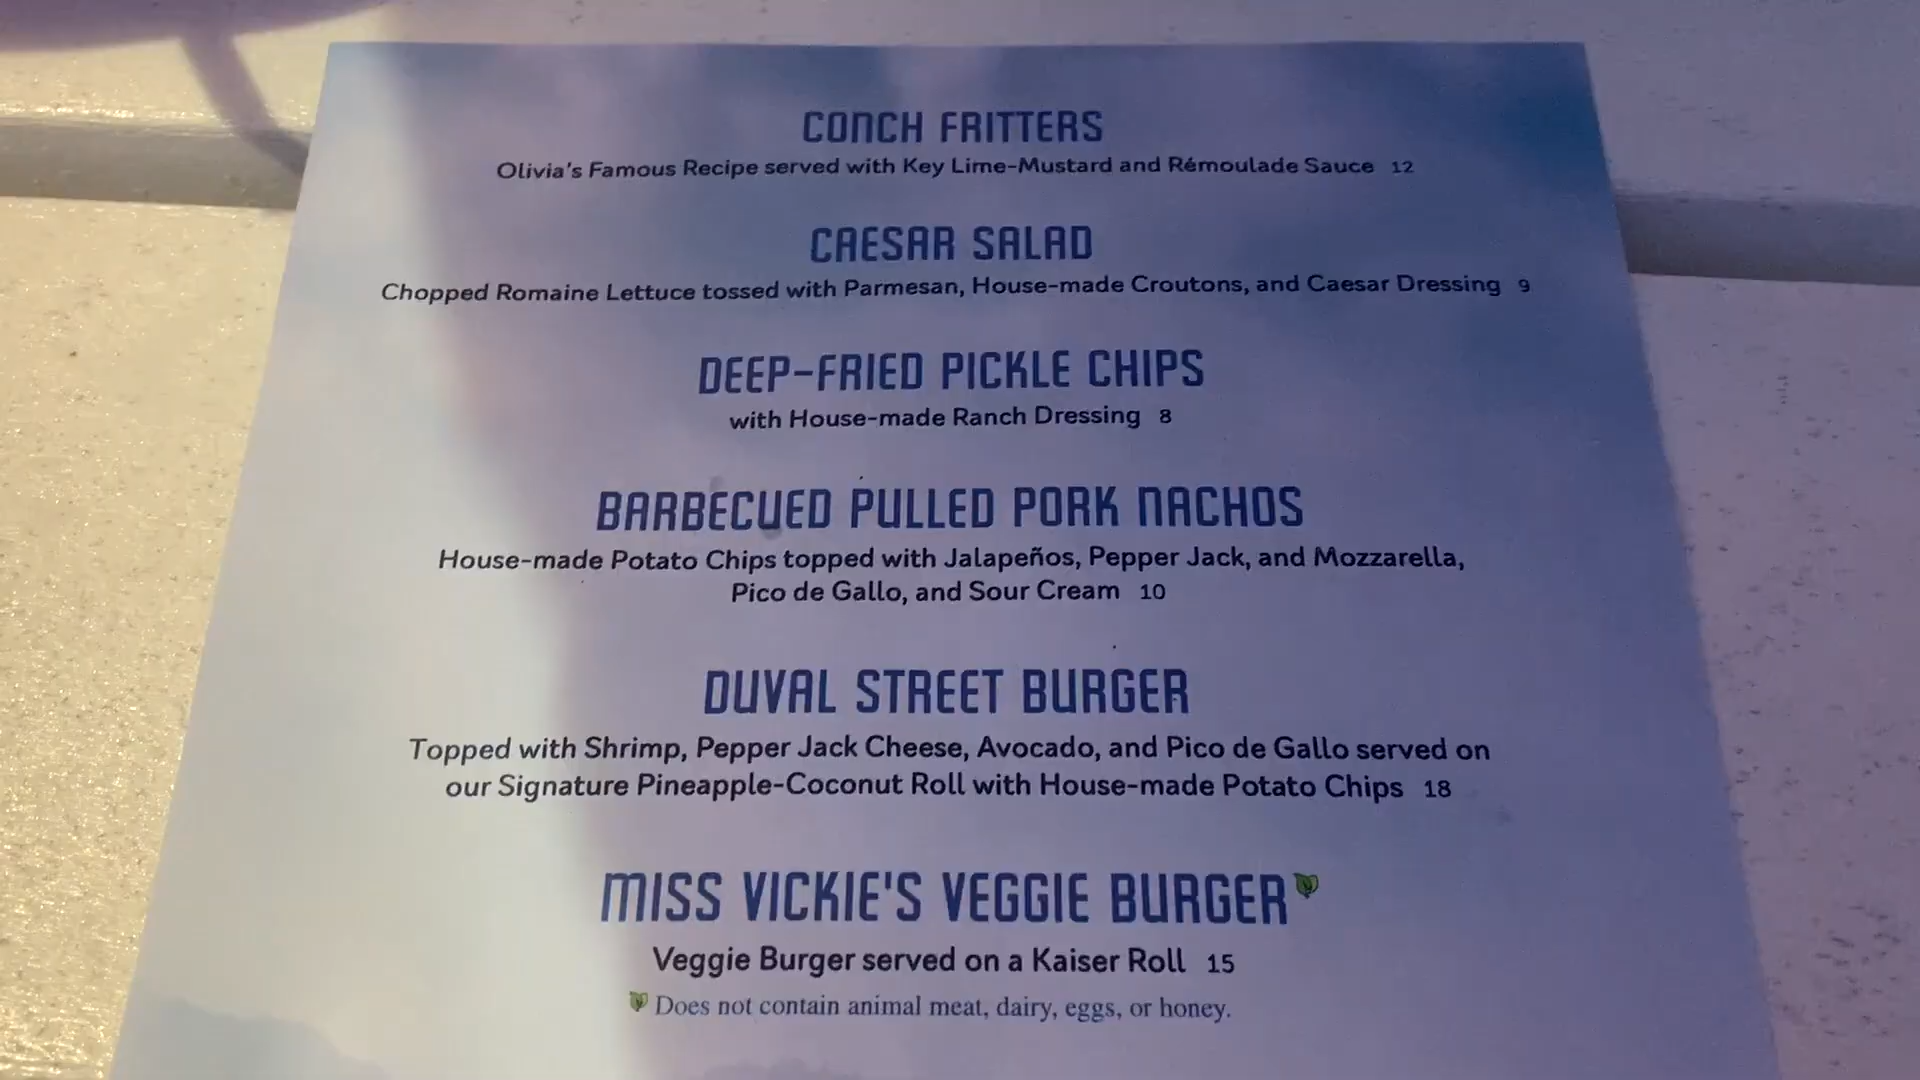 CONCH FRITTERS
Olivia's Famous Recipe served with Key Lime-Mustard and Rémoulade Sauce 12
CAESAR SALAD
Chopped Romaine Lettuce tossed with Parmesan, House-made Croutons, and Caesar Dressing 9
DEEP-FRIED PICKLE CHIPS
with House-made Ranch Dressing 8
BARBECUED PULLED PORK NACHOS
House-made Potato Chips topped with Jalapeños, Pepper Jack, and Mozzarella,
Pico de Gallo, and Sour Cream 10
DUVAL STREET BURGER
Topped with Shrimp, Pepper Jack Cheese, Avocado, and Pico de Gallo served on
our Signature Pineapple-Coconut Roll with House-made Potato Chips 18
MISS VICKIE'S VEGGIE BURGER
Veggie Burger served on a Kaiser Roll 15
Does not contain animal meat, dairy, eggs, or honey.